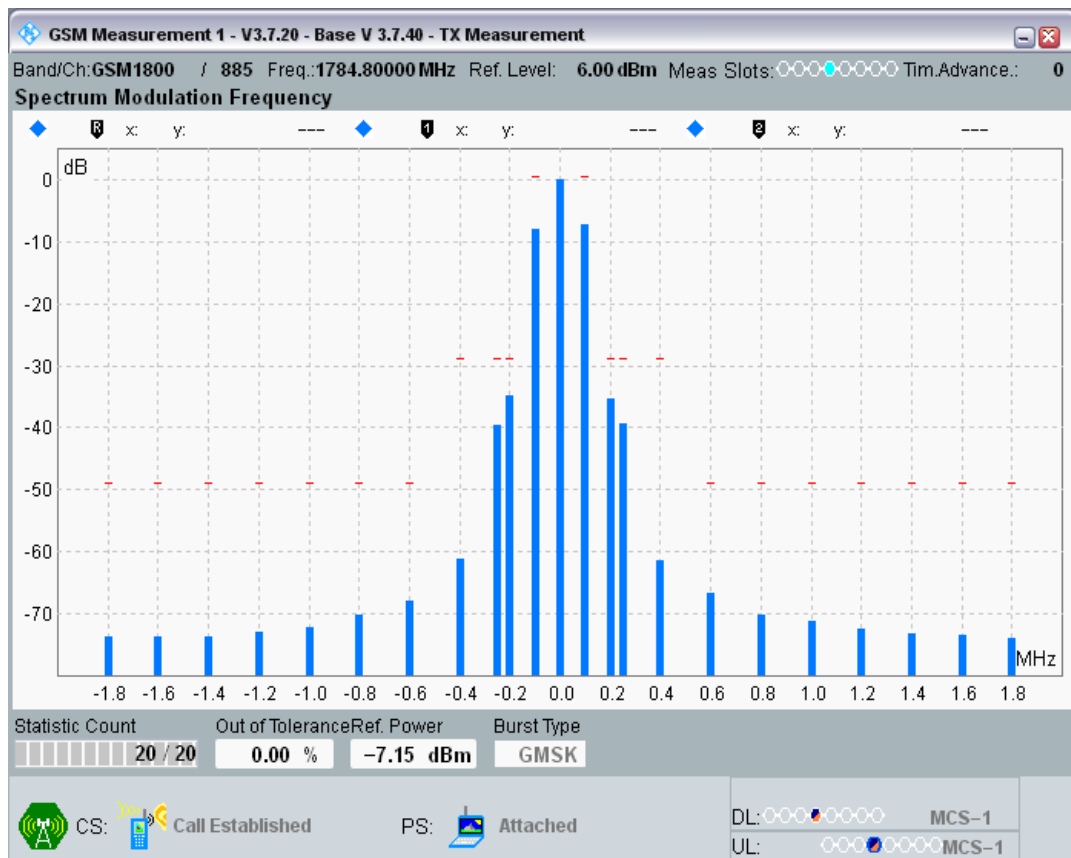 GSM Measurement 1 - V3.7.20 - Base V 3.7.40 - TX Measurement
Band/Ch:GSM1800 / 885 Freq.:1784.80000 MHz Ref. Level: 6.00 dBm Meas Slots: Tim.Advance.: 0
Spectrum Modulation Frequency
R x: y: --- 1 x: y: --- 2 x: y: ---
dB
0
-10
-20
-30
-40
-50
-60
-70
MHz
-1.8 -1.6 -1.4 -1.2 -1.0 -0.8 -0.6 -0.4 -0.2 0.0 0.2 0.4 0.6 0.8 1.0 1.2 1.4 1.6 1.8
Statistic Count Out of Tolerance Ref. Power Burst Type
20 / 20 0.00 % −7.15 dBm GMSK
CS: Call Established PS: Attached
DL: MCS−1
UL: MCS−1